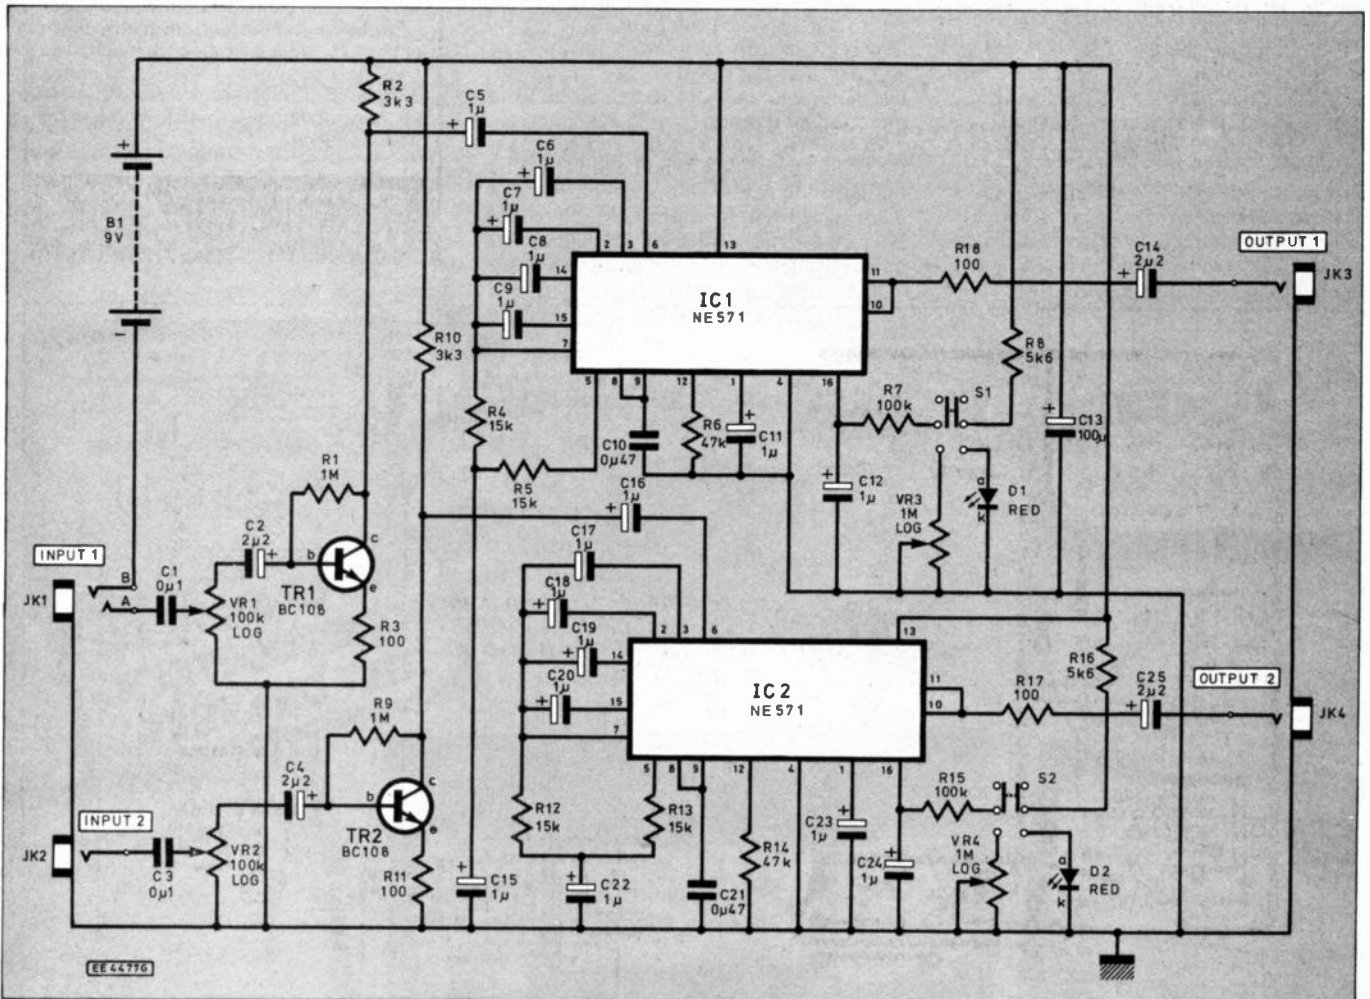 R2
3k3
C5
1µ
+
C6
1µ
+
C7
1µ
+
C8
1µ
C9
1µ
+
B1
9V
-
2
3
6
13
14
15
7
IC1
NE571
11
10
R18
100
C14
2µ2
+
OUTPUT 1
JK3
R10
3k3
5
8
9
12
1
4
16
R8
5k6
R7
100k
S1
+
C13
100µ
R4
15k
R5
15k
C10
0µ47
R6
47k
+
C11
1µ
+
C12
1µ
VR3
1M
LOG
a
D1
RED
k
R1
1M
C16
1µ
+
C17
1µ
+
C18
1µ
+
C19
1µ
+
C20
1µ
+
INPUT 1
JK1
B
A
C1
0µ1
VR1
100k
LOG
C2
2µ2
+
b
c
e
TR1
BC108
R3
100
2
3
6
13
14
15
7
IC2
NE571
11
10
R17
100
R16
5k6
C25
2µ2
+
OUTPUT 2
JK4
R9
1M
C4
2µ2
+
b
c
e
TR2
BC108
5
8
9
12
4
1
16
R15
100k
S2
R12
15k
R13
15k
R14
47k
C23
1µ
+
C24
1µ
+
VR4
1M
LOG
a
D2
RED
k
INPUT 2
JK2
C3
0µ1
VR2
100k
LOG
R11
100
+
C15
1µ
+
C22
1µ
C21
0µ47
EE4477G